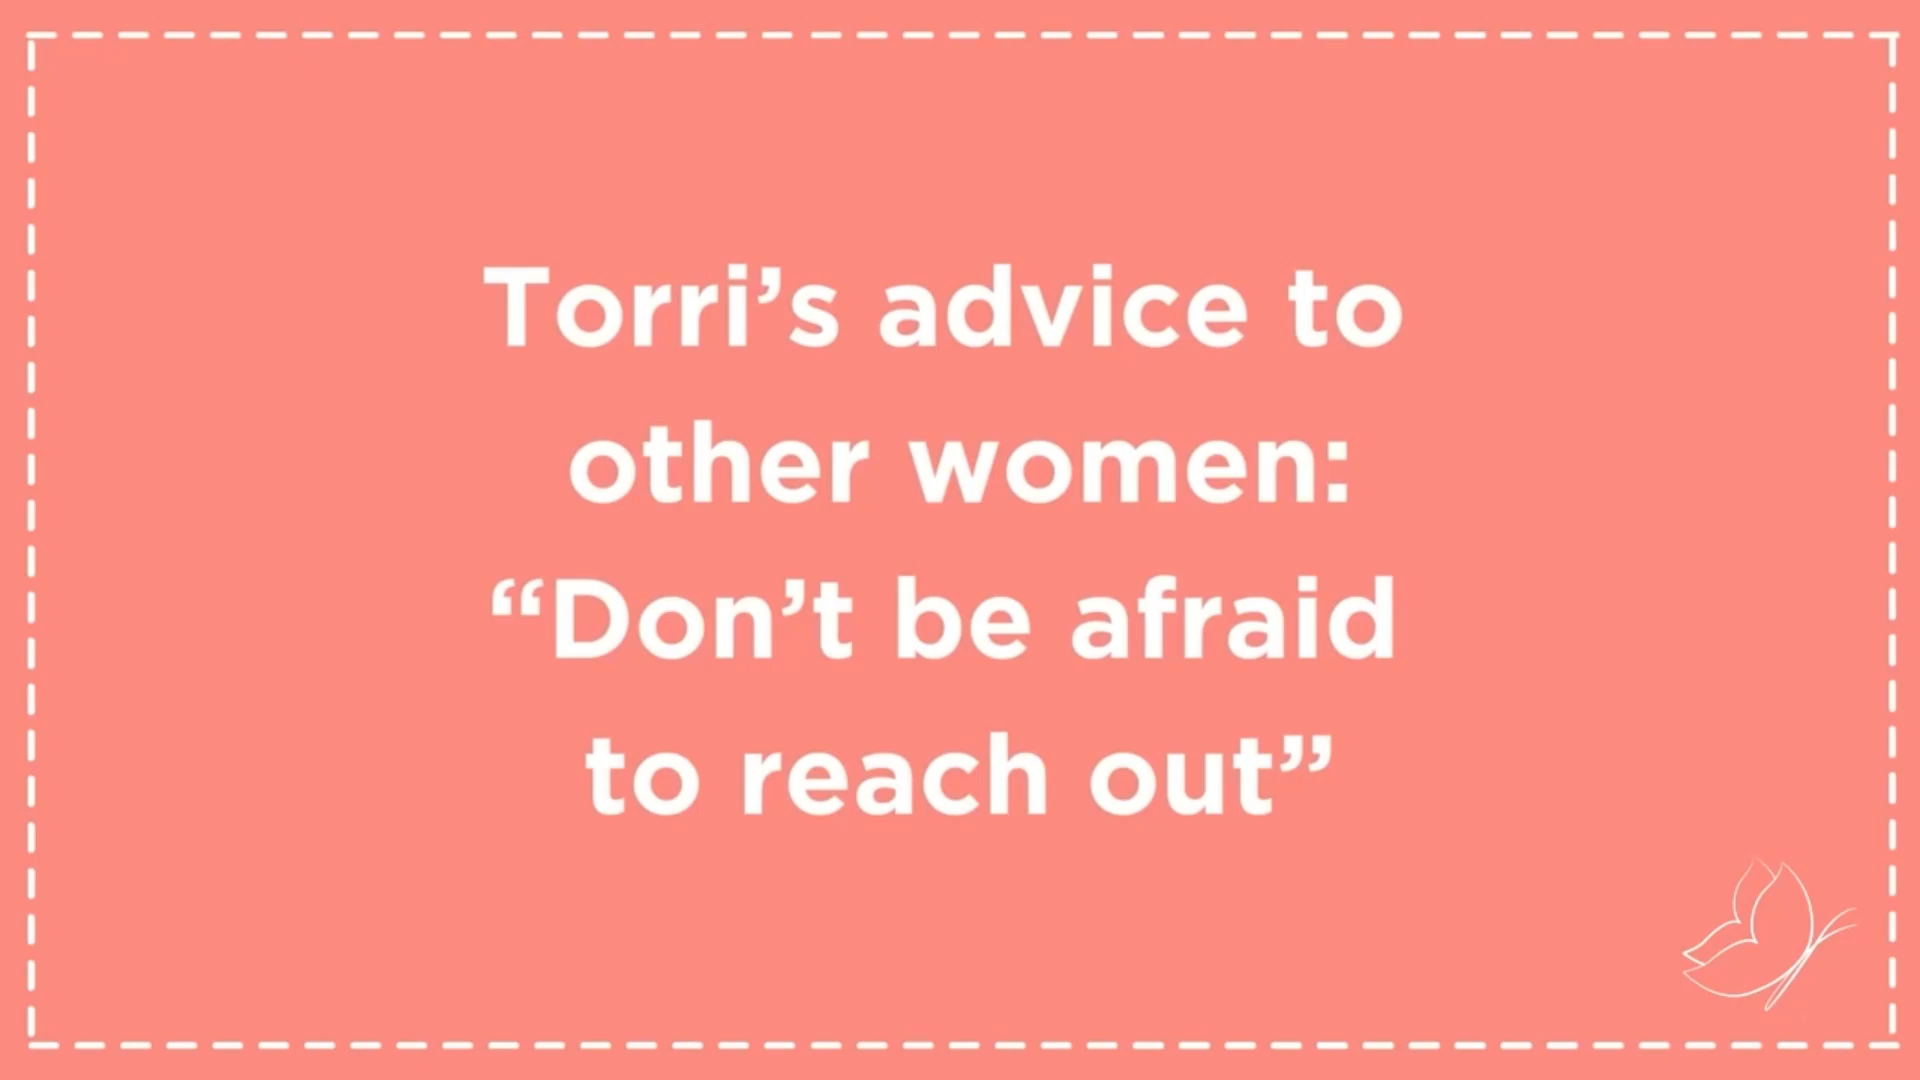 Torri’s advice to
other women:
“Don’t be afraid
to reach out”